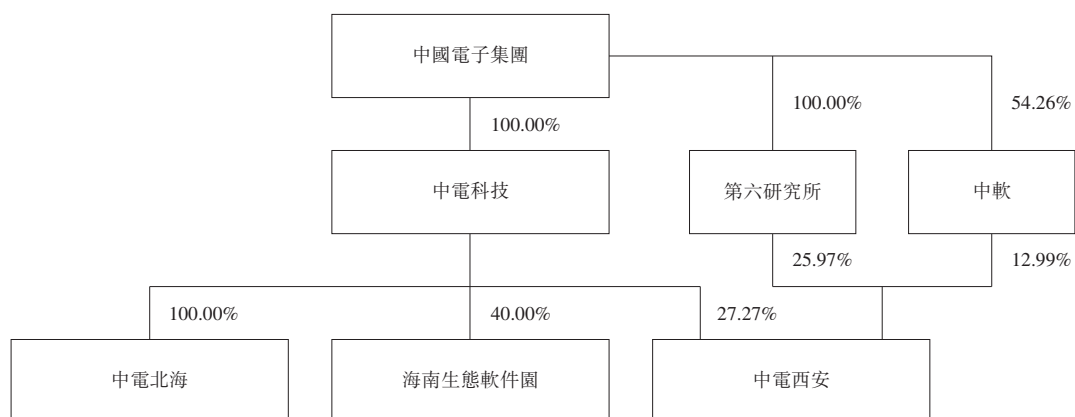 中國電子集團
100.00%
100.00%
54.26%
中電科技
第六研究所
中軟
25.97%
12.99%
100.00%
40.00%
27.27%
中電北海
海南生態軟件園
中電西安